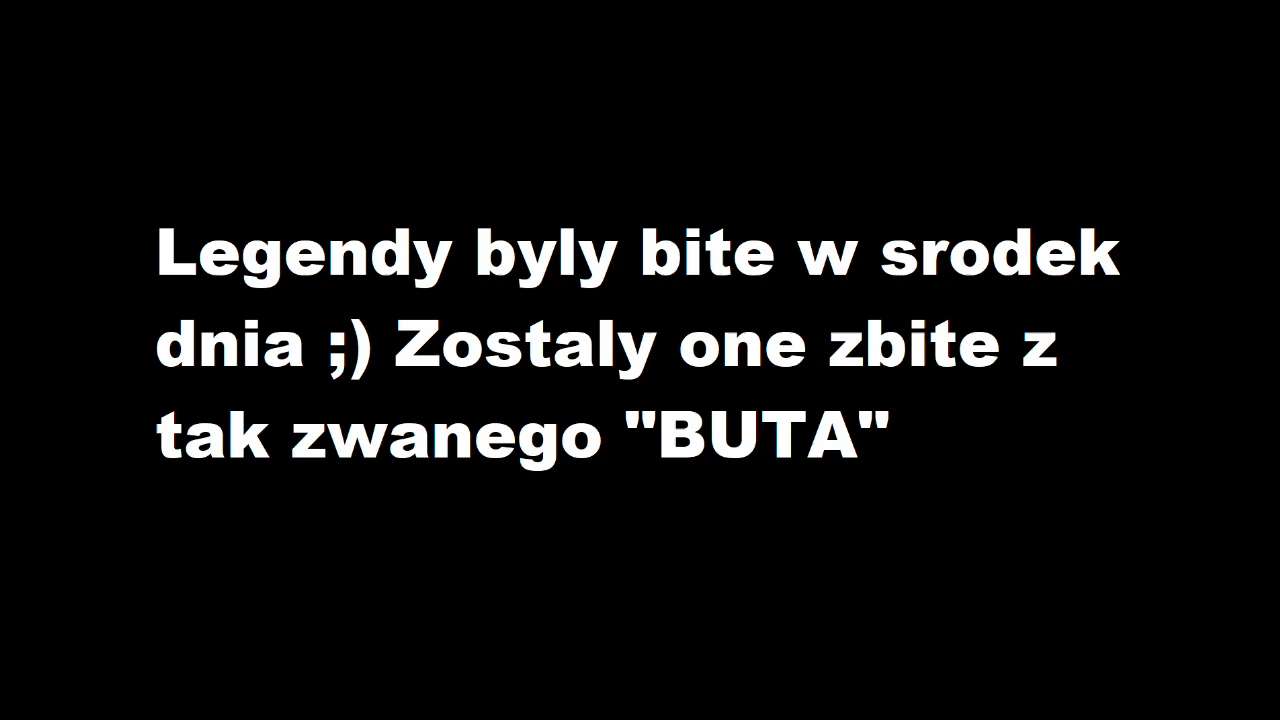 Legendy byly bite w srodek
dnia ;) Zostaly one zbite z
tak zwanego "BUTA"